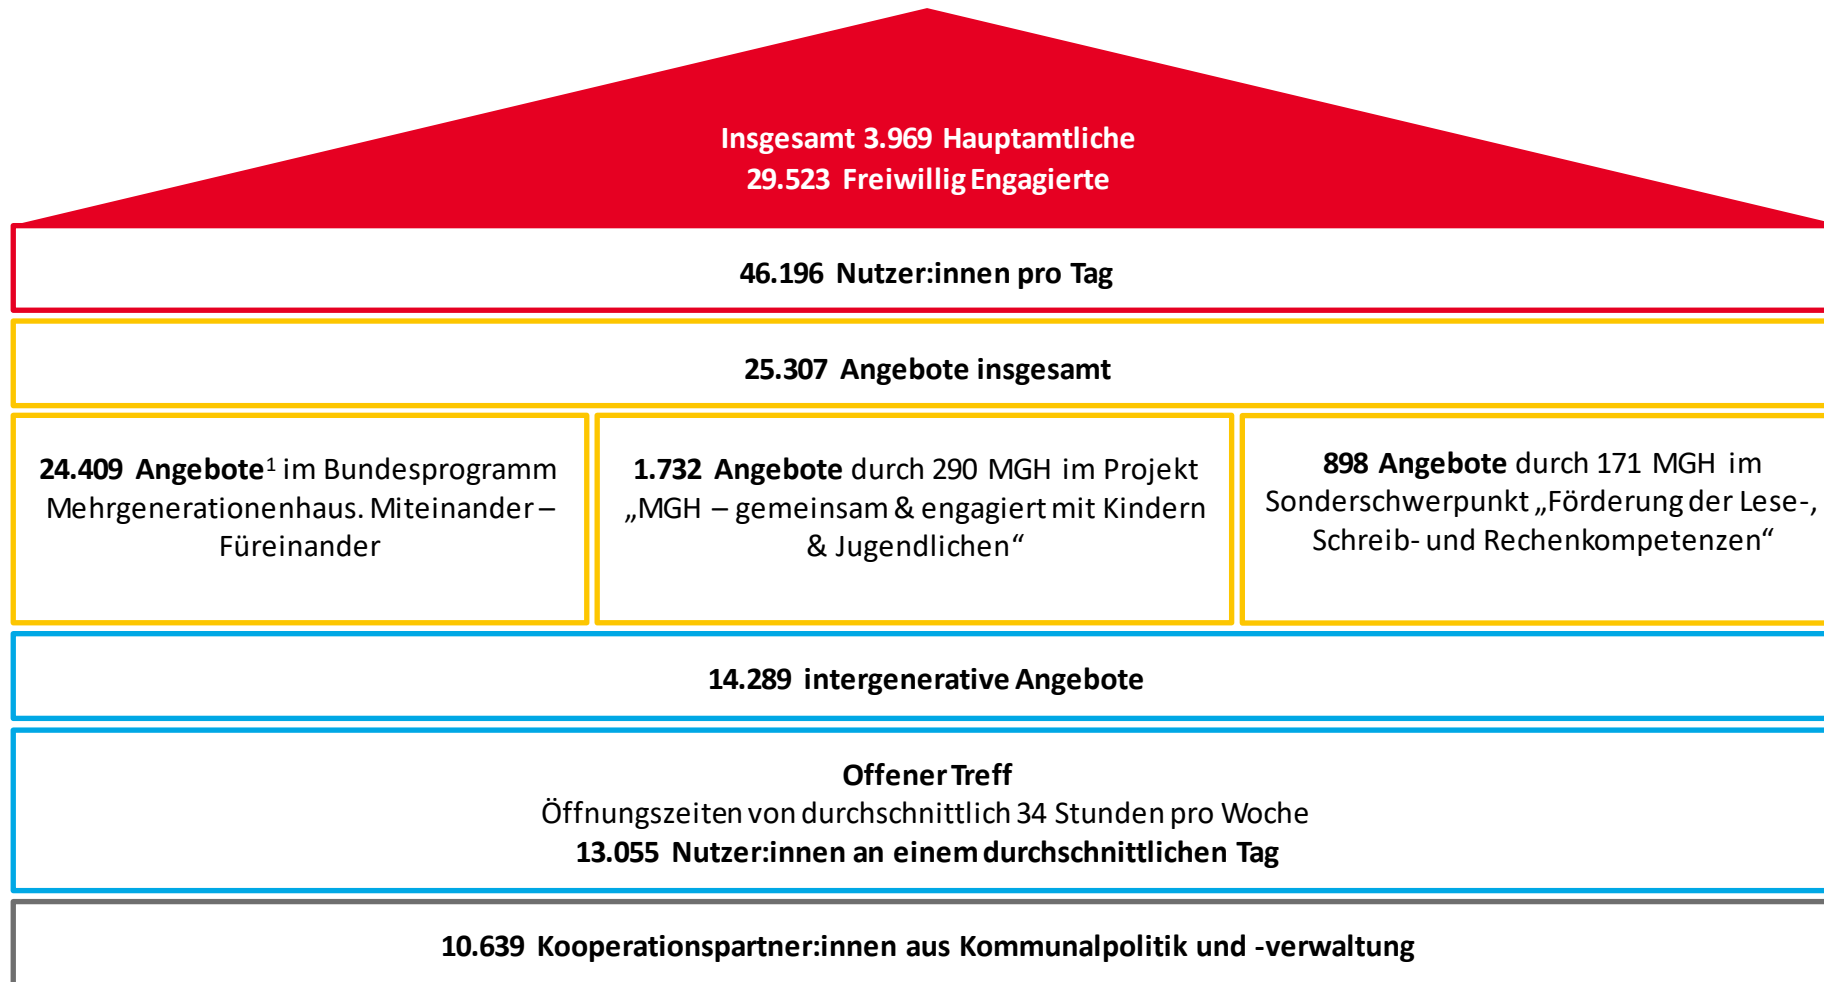 Insgesamt 3.969 Hauptamtliche
29.523 Freiwillig Engagierte
46.196 Nutzer:innen pro Tag
25.307 Angebote insgesamt
24.409 Angebote¹ im Bundesprogramm
Mehrgenerationenhaus. Miteinander –
Füreinander
1.732 Angebote durch 290 MGH im Projekt
„MGH – gemeinsam & engagiert mit Kindern
& Jugendlichen“
898 Angebote durch 171 MGH im
Sonderschwerpunkt „Förderung der Lese-,
Schreib- und Rechenkompetenzen“
14.289 intergenerative Angebote
Offener Treff
Öffnungszeiten von durchschnittlich 34 Stunden pro Woche
13.055 Nutzer:innen an einem durchschnittlichen Tag
10.639 Kooperationspartner:innen aus Kommunalpolitik und -verwaltung